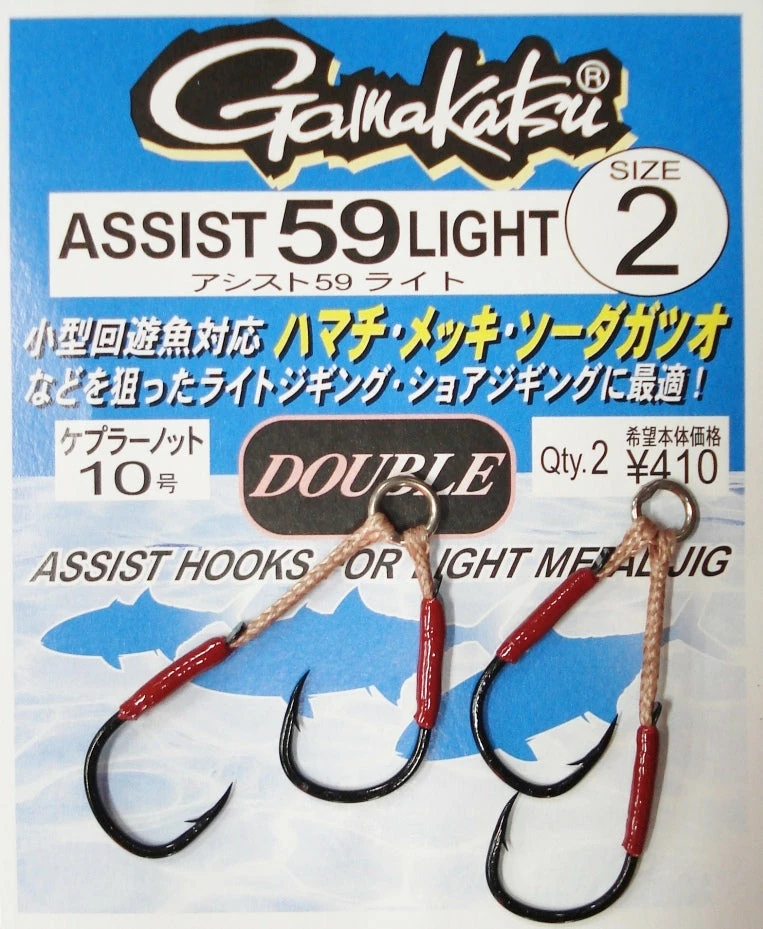 Gamakatsu®
SIZE
2
ASSIST 59 LIGHT
アシスト59 ライト
小型回遊魚対応 ハマチ・メッキ・ソーダガツオ
などを狙ったライトジギング・ショアジギングに最適!
ケプラーノット
10号
DOUBLE
Qty.2
希望本体価格
¥410
ASSIST HOOKS FOR LIGHT METAL JIG